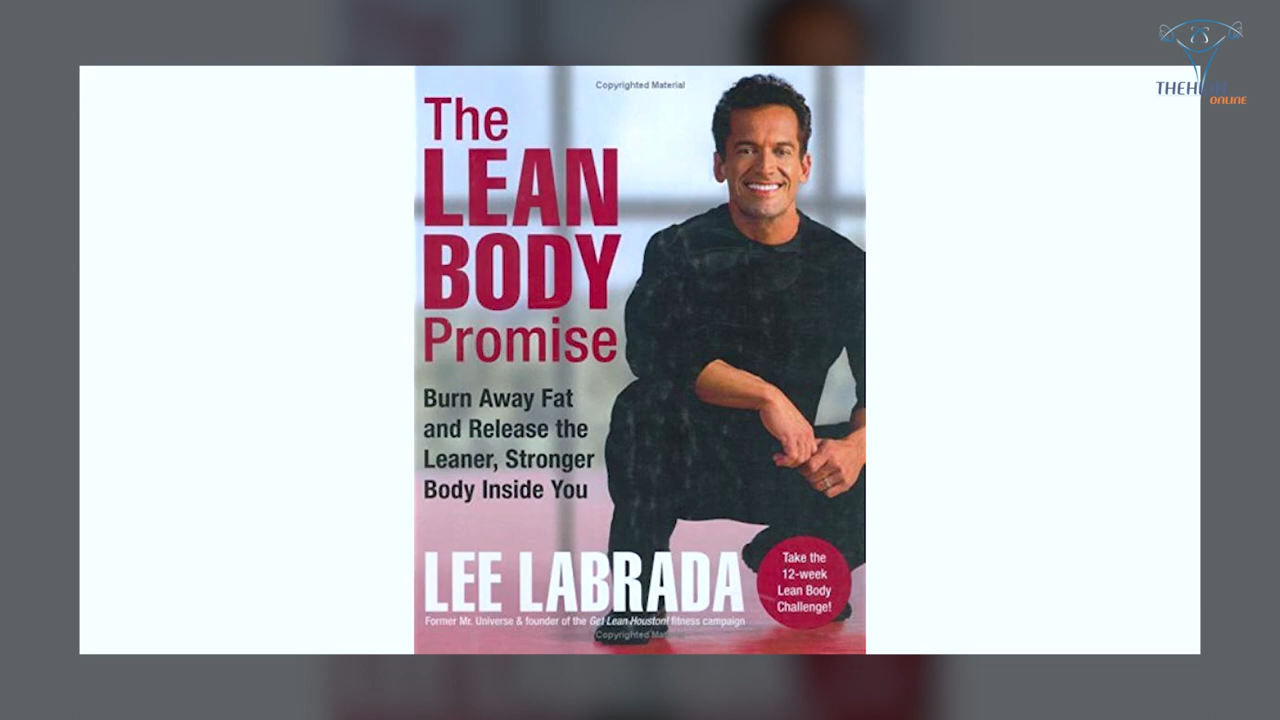 Copyrighted Material
The
LEAN
BODY
Promise
Burn Away Fat
and Release the
Leaner, Stronger
Body Inside You
LEE LABRADA
Former Mr. Universe & founder of the Get Lean Houston! fitness campaign
Copyrighted
Take the
12-week
Lean Body
Challenge!
ONLINE